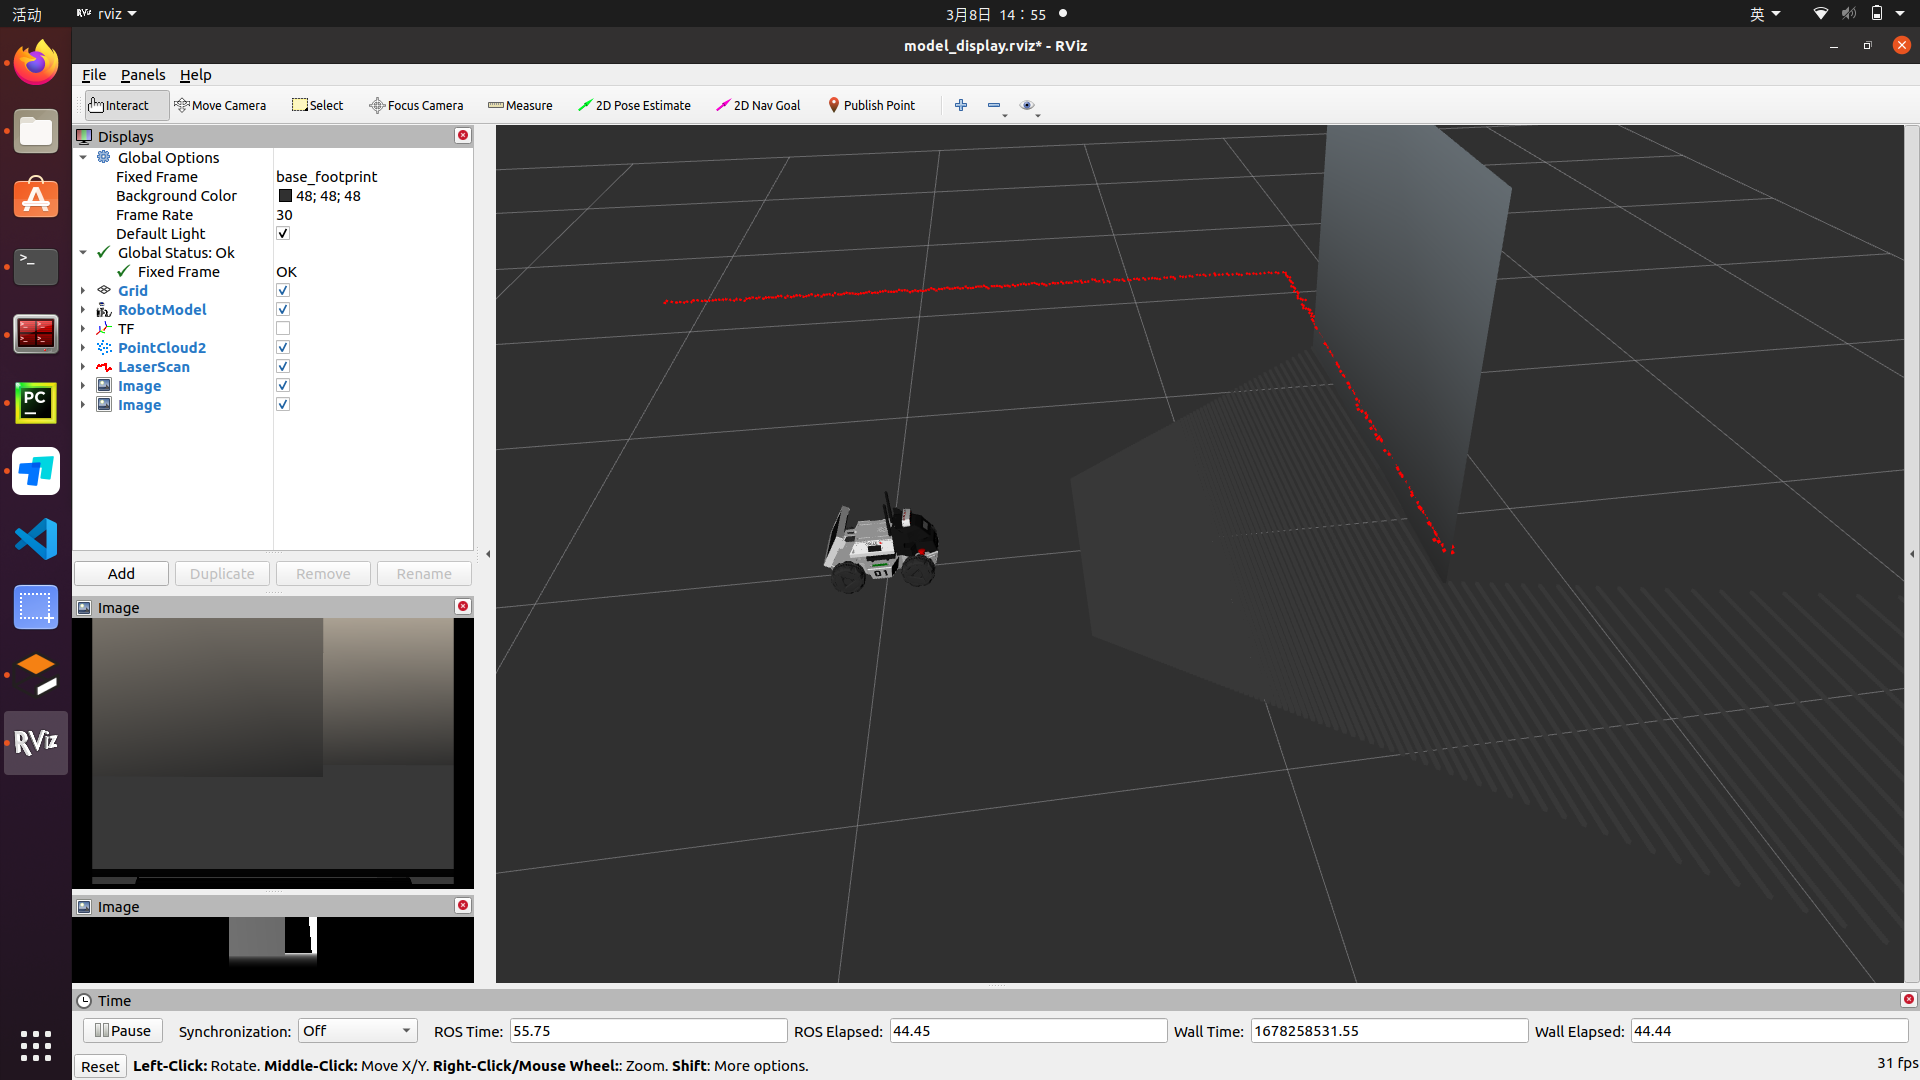 活动
RViz rviz
3月8日 14：55
英
model_display.rviz* - RViz
File Panels Help
Interact Move Camera Select Focus Camera Measure 2D Pose Estimate 2D Nav Goal Publish Point
Displays
Global Options
Fixed Frame base_footprint
Background Color 48; 48; 48
Frame Rate 30
Default Light
Global Status: Ok
Fixed Frame OK
Grid
RobotModel
TF
PointCloud2
LaserScan
Image
Image
Add Duplicate Remove Rename
Image
Image
PC
RViz
01
Time
Pause Synchronization: Off ROS Time: 55.75 ROS Elapsed: 44.45 Wall Time: 1678258531.55 Wall Elapsed: 44.44
Reset Left-Click: Rotate. Middle-Click: Move X/Y. Right-Click/Mouse Wheel:: Zoom. Shift: More options.
31 fps